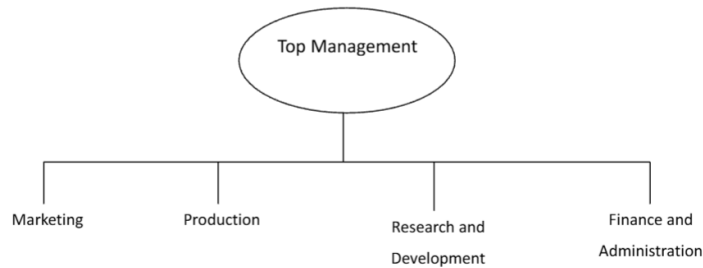 Top Management
Marketing
Production
Research and
Development
Finance and
Administration